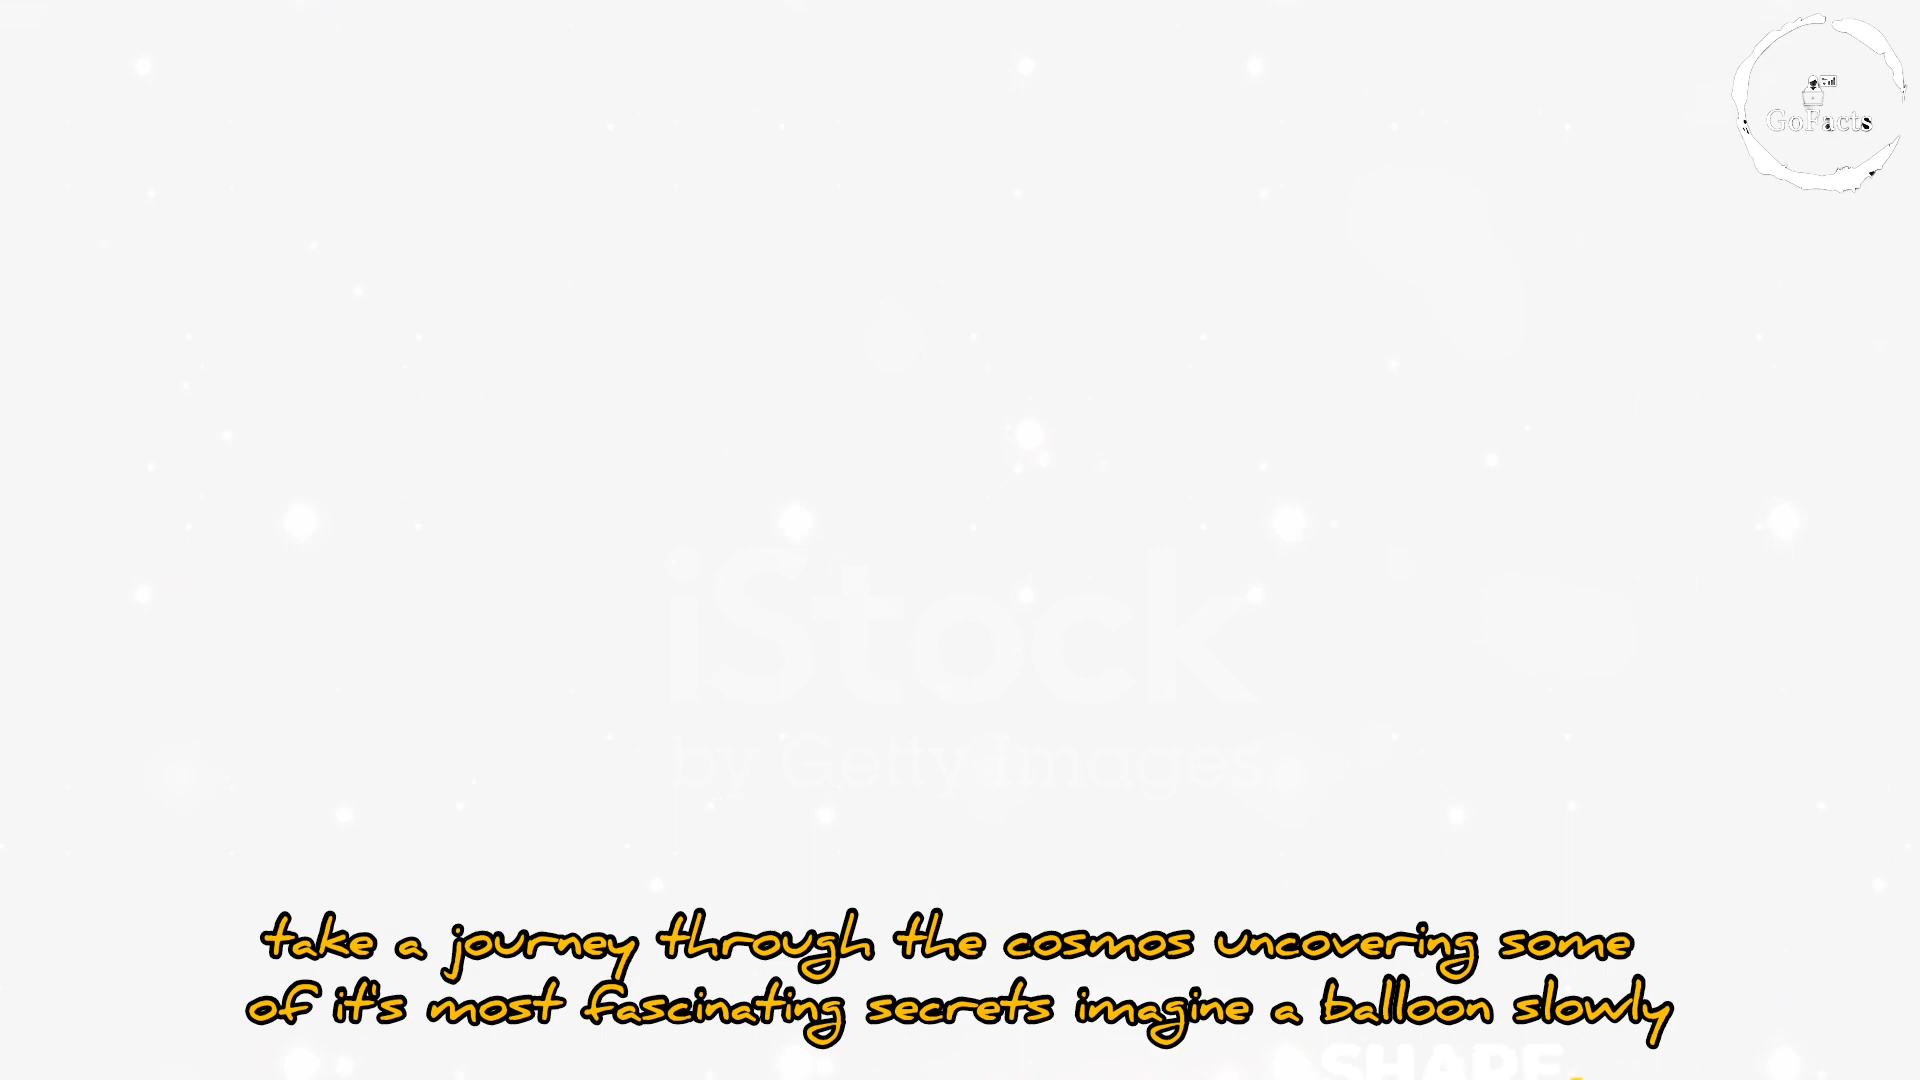 GoFacts
iStock
by Getty Images
take a journey through the cosmos uncovering some
of it's most fascinating secrets imagine a balloon slowly
SHARE